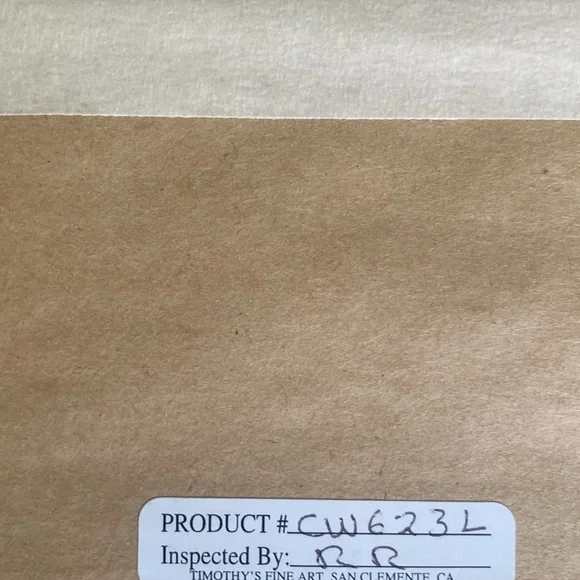 PRODUCT # CW623L
Inspected By: RR
TIMOTHY'S FINE ART, SAN CLEMENTE, CA